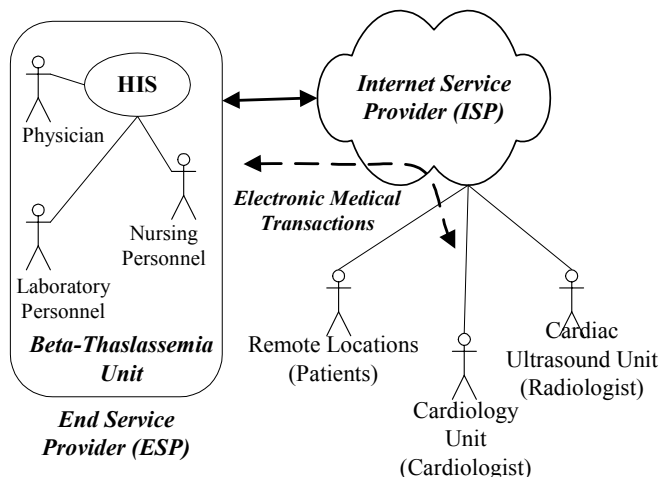 HIS
Physician
Nursing
Personnel
Laboratory
Personnel
Beta-Thaslassemia
Unit
End Service
Provider (ESP)
Internet Service
Provider (ISP)
Electronic Medical
Transactions
Remote Locations
(Patients)
Cardiology
Unit
(Cardiologist)
Cardiac
Ultrasound Unit
(Radiologist)